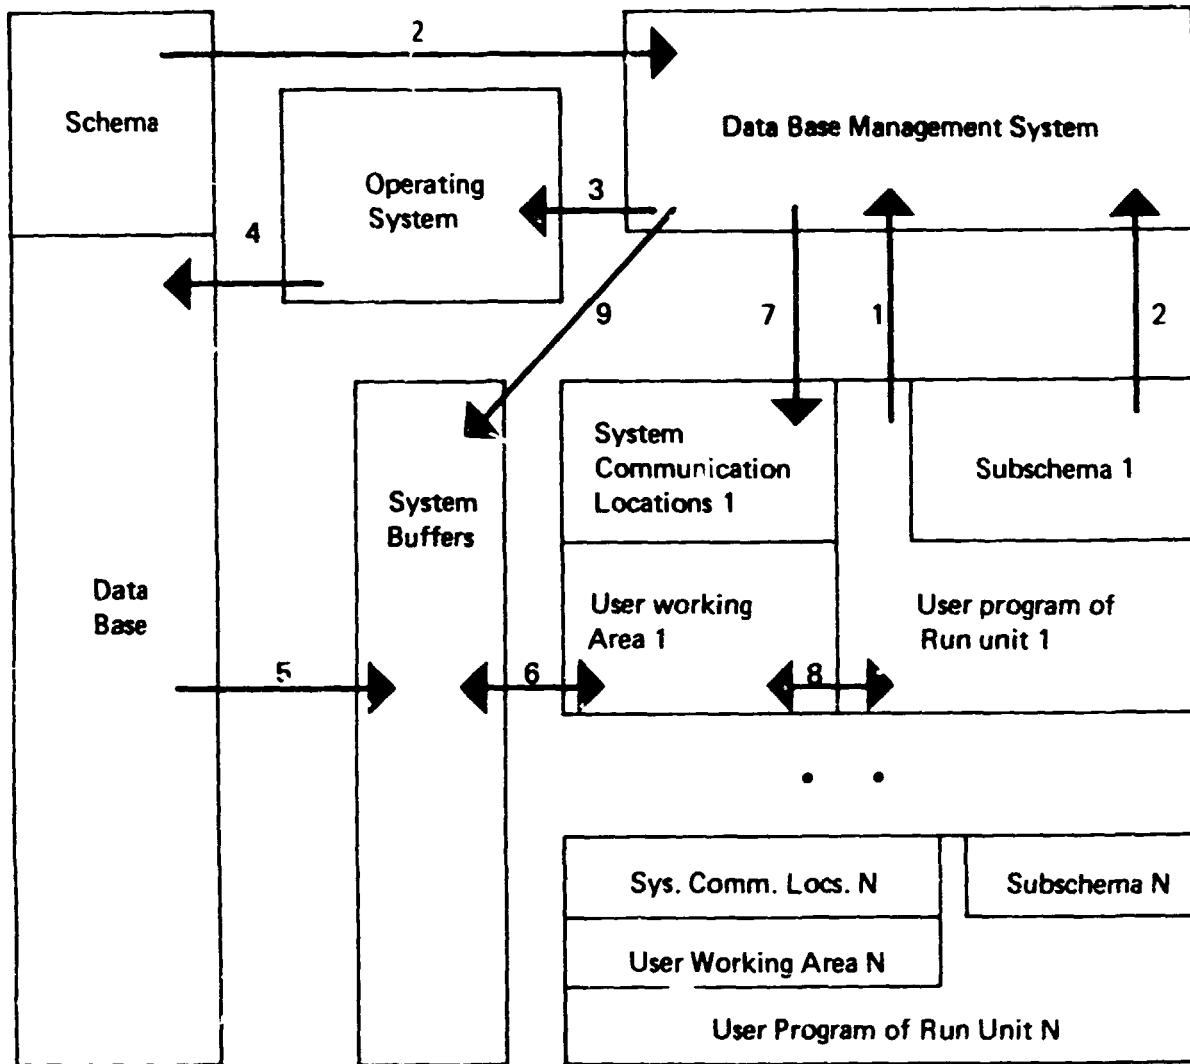 2
Schema
Data Base Management System
Operating
System
3
4
9
7
1
2
System
Communication
Locations 1
Subschema 1
System
Buffers
Data
Base
User working
Area 1
User program of
Run unit 1
5
6
8
Sys. Comm. Locs. N
Subschema N
User Working Area N
User Program of Run Unit N